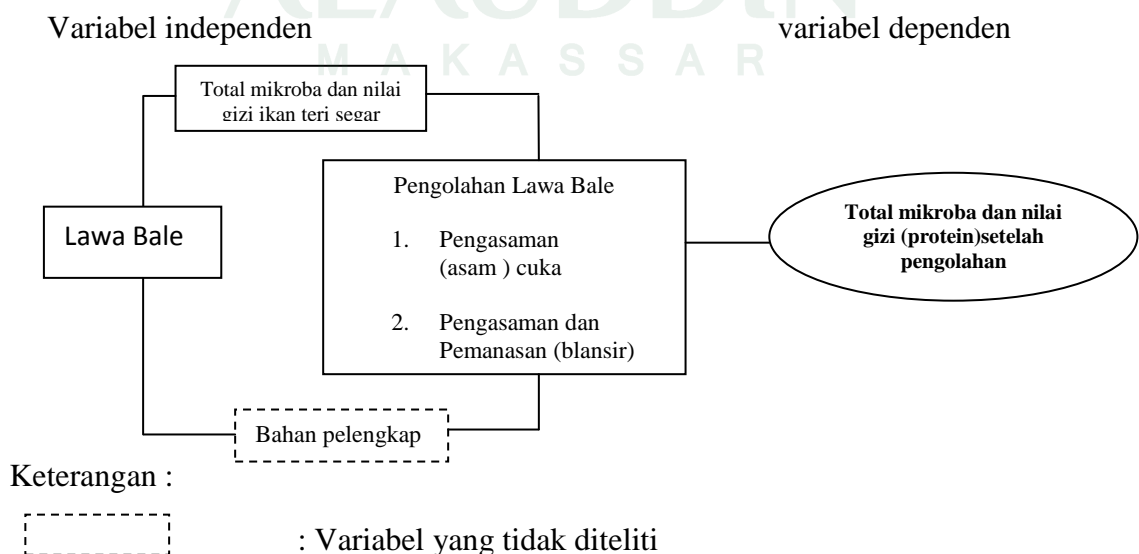 ALAUDDIN
MAKASSAR
Variabel independen variabel dependen
Total mikroba dan nilai
gizi ikan teri segar
Pengolahan Lawa Bale
Lawa Bale
1. Pengasaman
(asam ) cuka
2. Pengasaman dan
Pemanasan (blansir)
Total mikroba dan nilai
gizi (protein)setelah
pengolahan
Bahan pelengkap
Keterangan :
: Variabel yang tidak diteliti